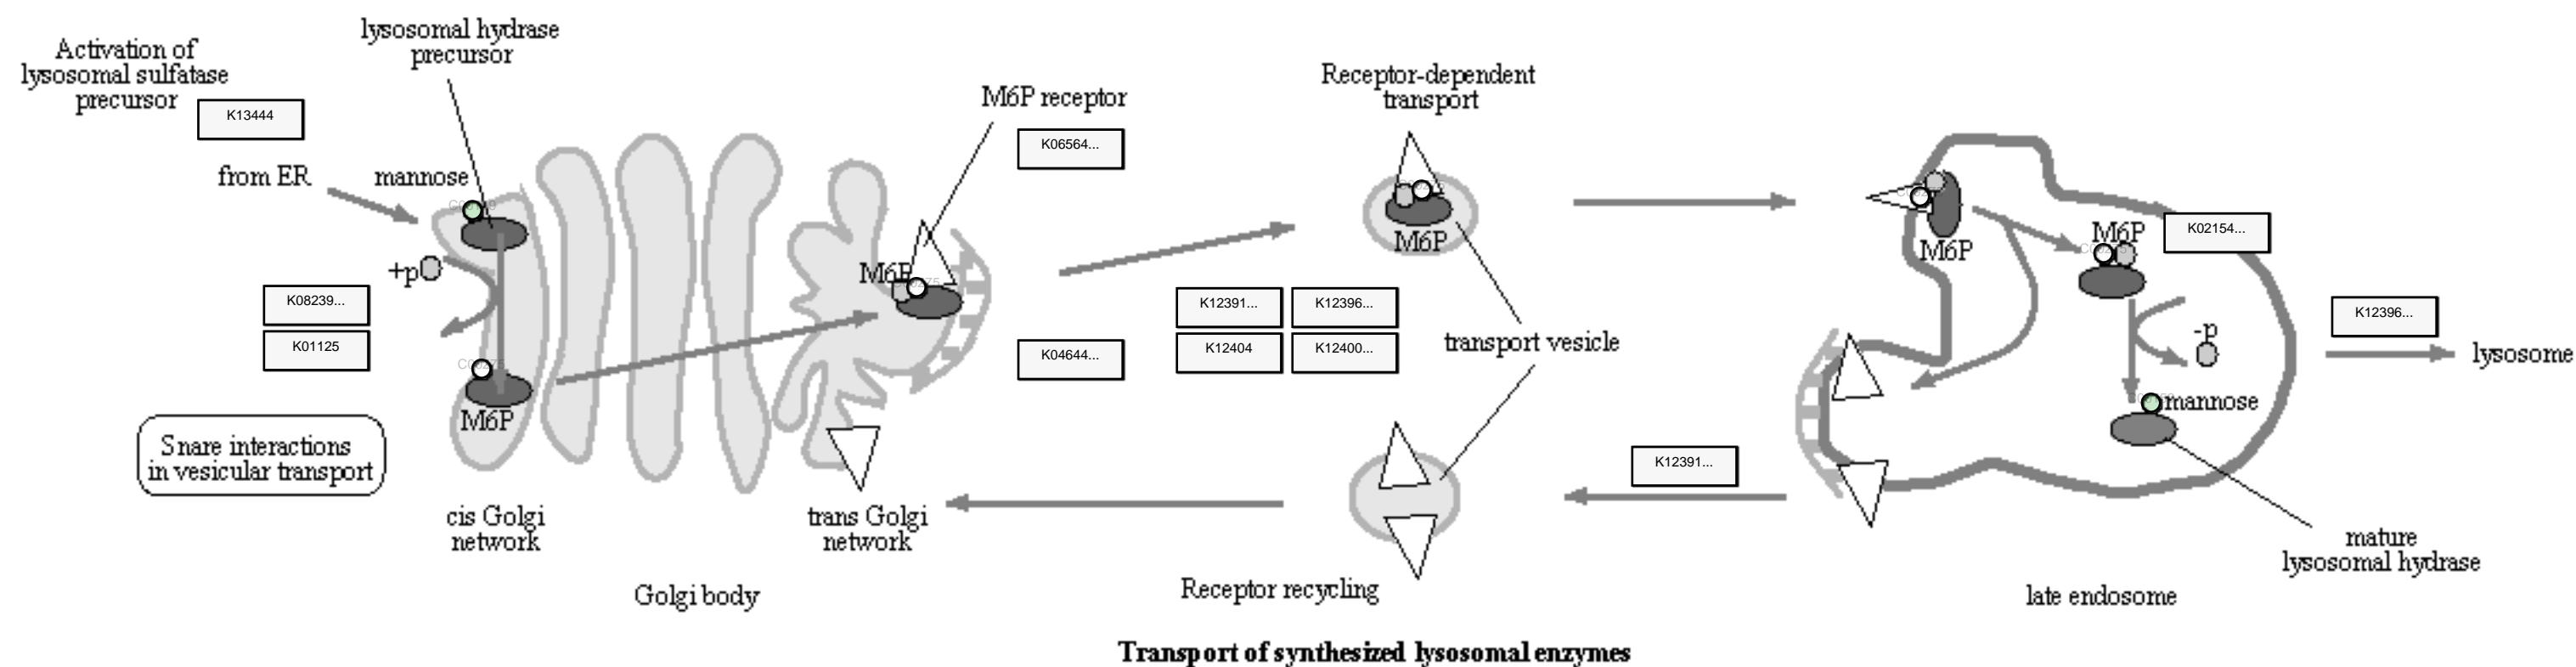 lysosomal hydrase
precursor
Activation of
lysosomal sulfatase
precursor
K13444
from ER
mannose
+p
K08239...
K01125
M6P
Snare interactions
in vesicular transport
cis Golgi
network
Golgi body
M6P receptor
K06564...
M6P
K04644...
trans Golgi
network
Receptor-dependent
transport
M6P
K12391...
K12396...
K12404
K12400...
transport vesicle
Receptor recycling
K12391...
M6P
M6P
K02154...
-p
mannose
K12396...
lysosome
mature
lysosomal hydrase
late endosome
Transport of synthesized lysosomal enzymes